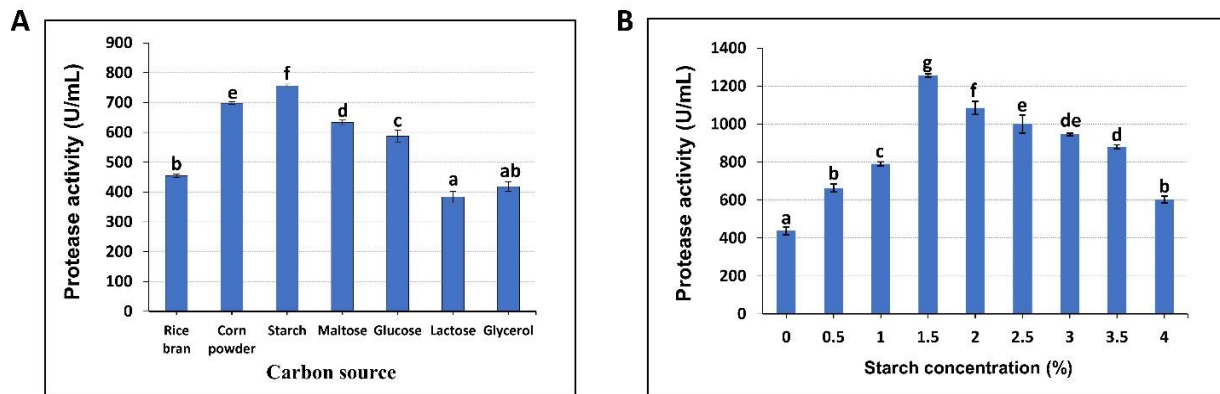 A
Protease activity (U/mL)
900
800
700
600
500
400
300
200
100
0
b
e
f
d
c
a
ab
Rice bran
Corn powder
Starch
Maltose
Glucose
Lactose
Glycerol
Carbon source
B
Protease activity (U/mL)
1400
1200
1000
800
600
400
200
0
a
b
c
g
f
e
de
d
b
0 0.5 1 1.5 2 2.5 3 3.5 4
Starch concentration (%)